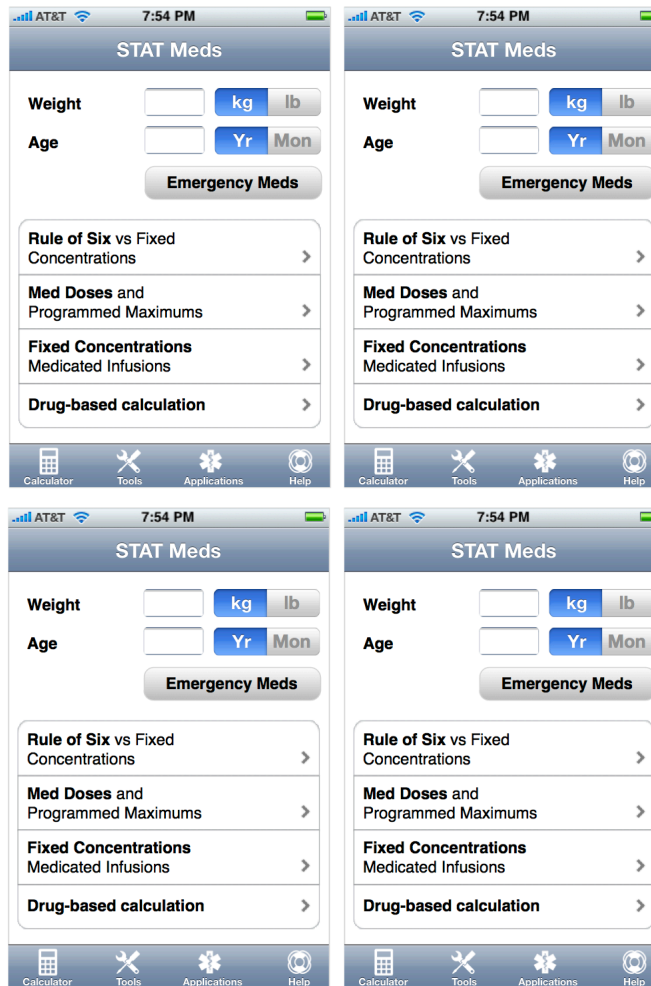 AT&T 7:54 PM
STAT Meds
Weight kg lb
Age Yr Mon
Emergency Meds
Rule of Six vs Fixed
Concentrations
Med Doses and
Programmed Maximums
Fixed Concentrations
Medicated Infusions
Drug-based calculation
Calculator Tools Applications Help
AT&T 7:54 PM
STAT Meds
Weight kg lb
Age Yr Mon
Emergency Meds
Rule of Six vs Fixed
Concentrations
Med Doses and
Programmed Maximums
Fixed Concentrations
Medicated Infusions
Drug-based calculation
Calculator Tools Applications Help
AT&T 7:54 PM
STAT Meds
Weight kg lb
Age Yr Mon
Emergency Meds
Rule of Six vs Fixed
Concentrations
Med Doses and
Programmed Maximums
Fixed Concentrations
Medicated Infusions
Drug-based calculation
Calculator Tools Applications Help
AT&T 7:54 PM
STAT Meds
Weight kg lb
Age Yr Mon
Emergency Meds
Rule of Six vs Fixed
Concentrations
Med Doses and
Programmed Maximums
Fixed Concentrations
Medicated Infusions
Drug-based calculation
Calculator Tools Applications Help